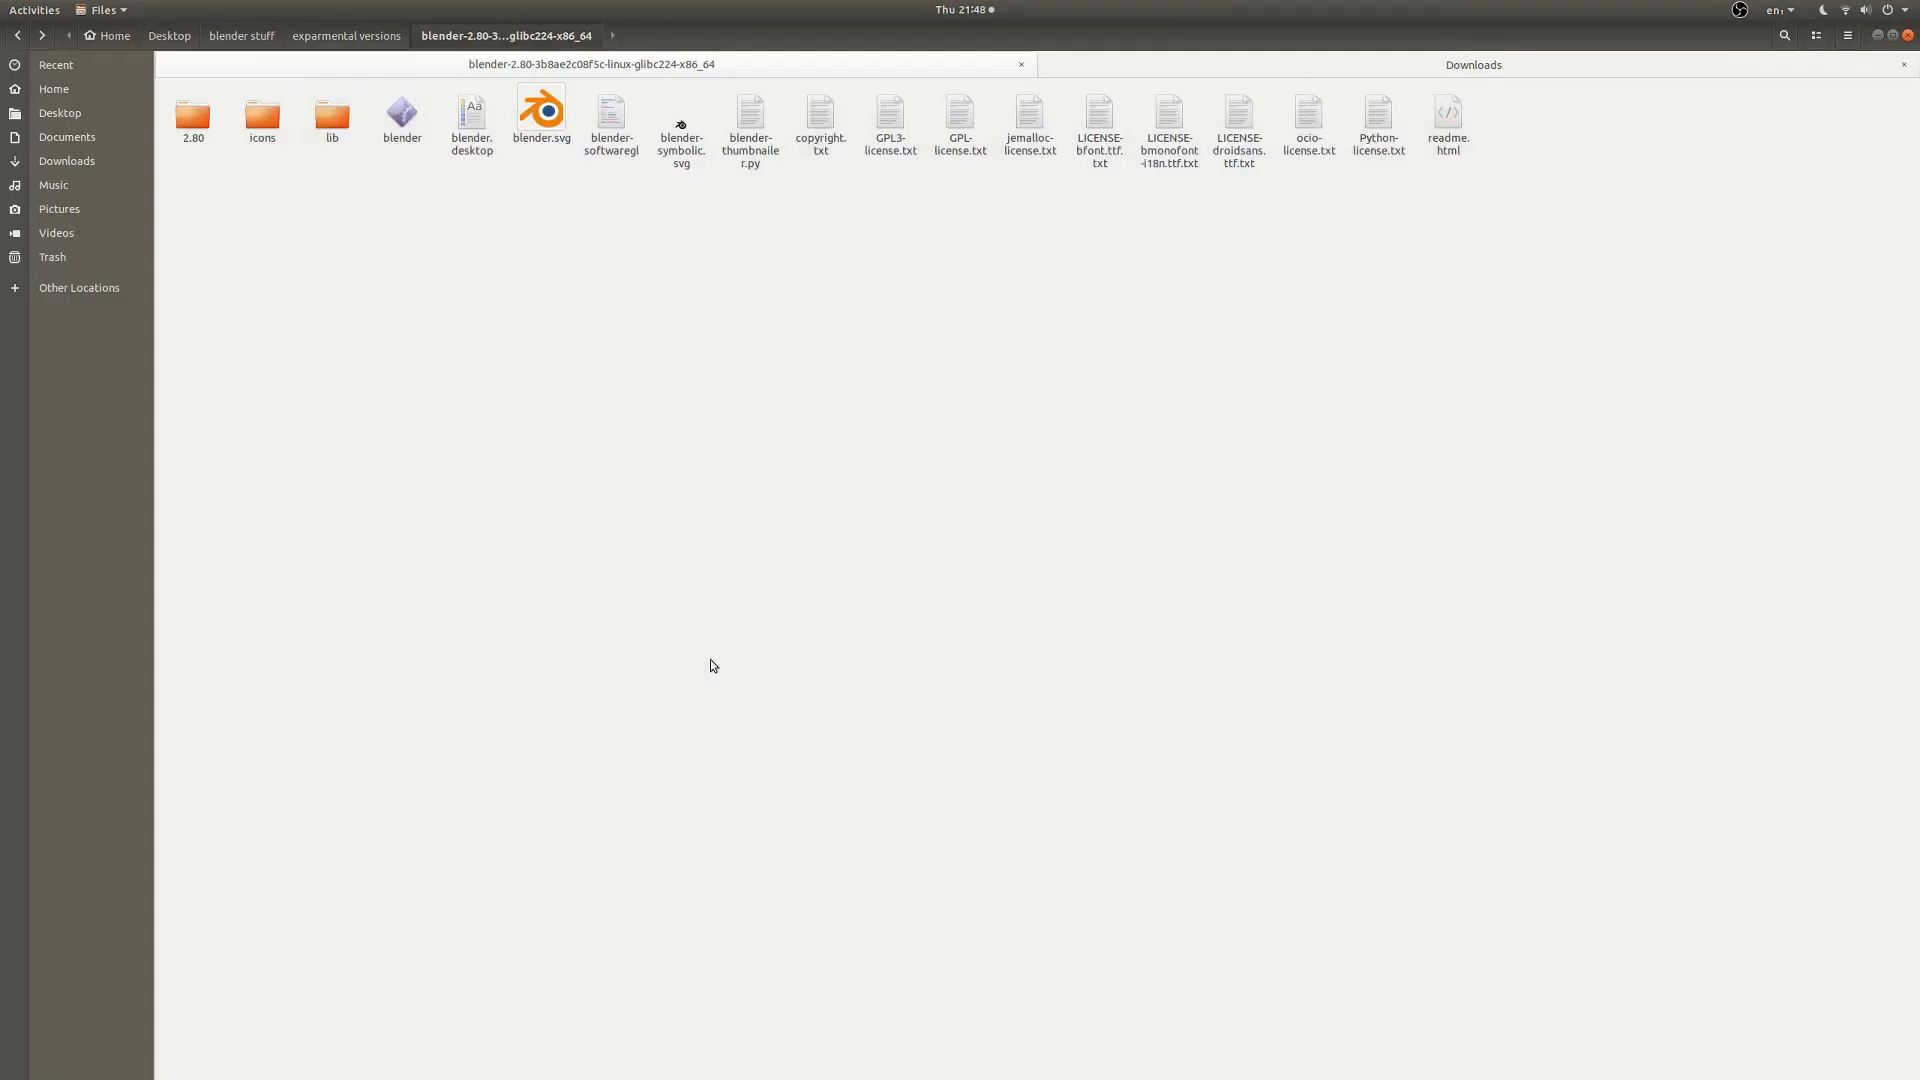 Activities
Files
Thu 21:48
en₁
Home
Desktop
blender stuff
exparmental versions
blender-2.80-3...glibc224-x86_64
blender-2.80-3b8ae2c08f5c-linux-glibc224-x86_64
Downloads
Recent
Home
Desktop
Documents
Downloads
Music
Pictures
Videos
Trash
Other Locations
2.80
icons
lib
blender
Aa
blender.
desktop
blender.svg
blender-
softwaregl
blender-
symbolic.
svg
blender-
thumbnaile
r.py
copyright.
txt
GPL3-
license.txt
GPL-
license.txt
jemalloc-
license.txt
LICENSE-
bfont.ttf.
txt
LICENSE-
bmonofont
-i18n.ttf.txt
LICENSE-
droidsans.
ttf.txt
ocio-
license.txt
Python-
license.txt
readme.
html